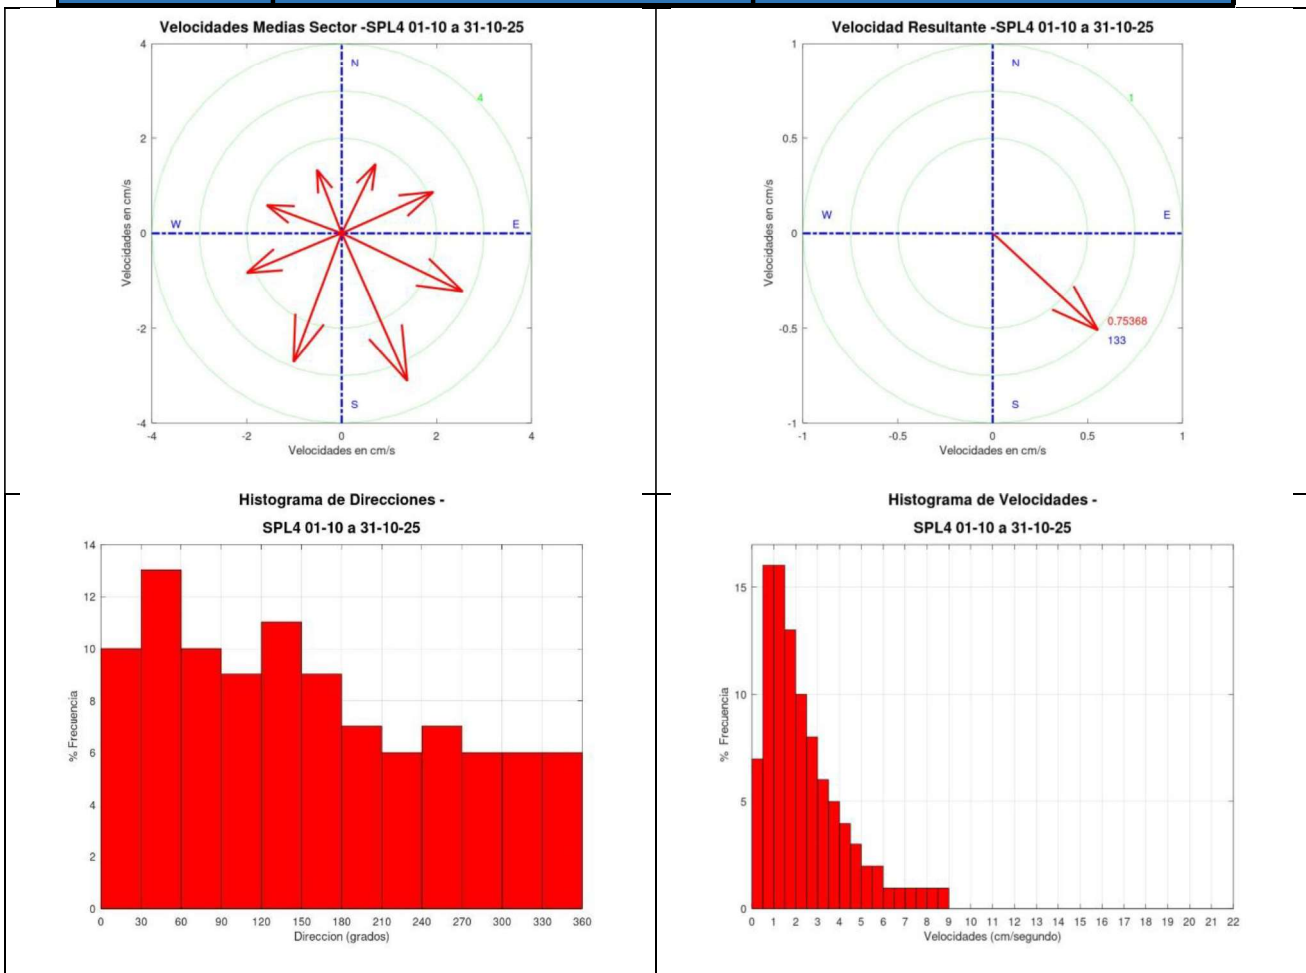 Velocidades Medias Sector -SPL4 01-10 a 31-10-25
4
N
4
2
Velocidades en cm/s
W
E
0
-2
S
-4
-4 -2 0 2 4
Velocidades en cm/s
Velocidad Resultante -SPL4 01-10 a 31-10-25
1
N
1
0.5
Velocidades en cm/s
W
E
0
0.75368
-0.5
133
S
-1
-1 -0.5 0 0.5 1
Velocidades en cm/s
Histograma de Direcciones -
SPL4 01-10 a 31-10-25
14
12
10
8
% Frecuencia
6
4
2
0
0 30 60 90 120 150 180 210 240 270 300 330 360
Direccion (grados)
Histograma de Velocidades -
SPL4 01-10 a 31-10-25
15
10
% Frecuencia
5
0
0 1 2 3 4 5 6 7 8 9 10 11 12 13 14 15 16 17 18 19 20 21 22
Velocidades (cm/segundo)